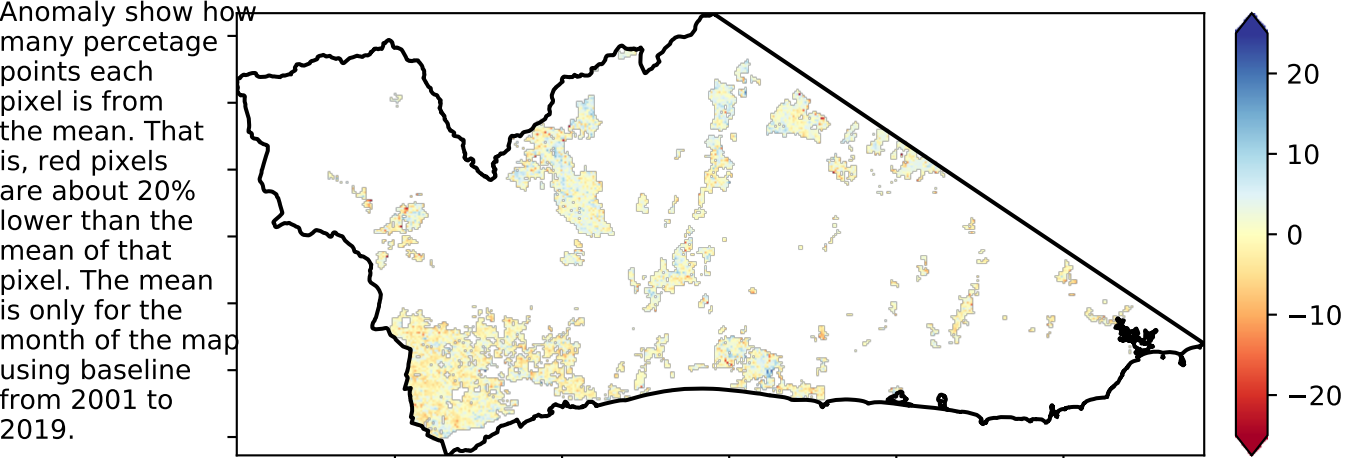 Anomaly show how
many percetage
points each
pixel is from
the mean. That
is, red pixels
are about 20%
lower than the
mean of that
pixel. The mean
is only for the
month of the map
using baseline
from 2001 to
2019.
20
10
0
−10
−20